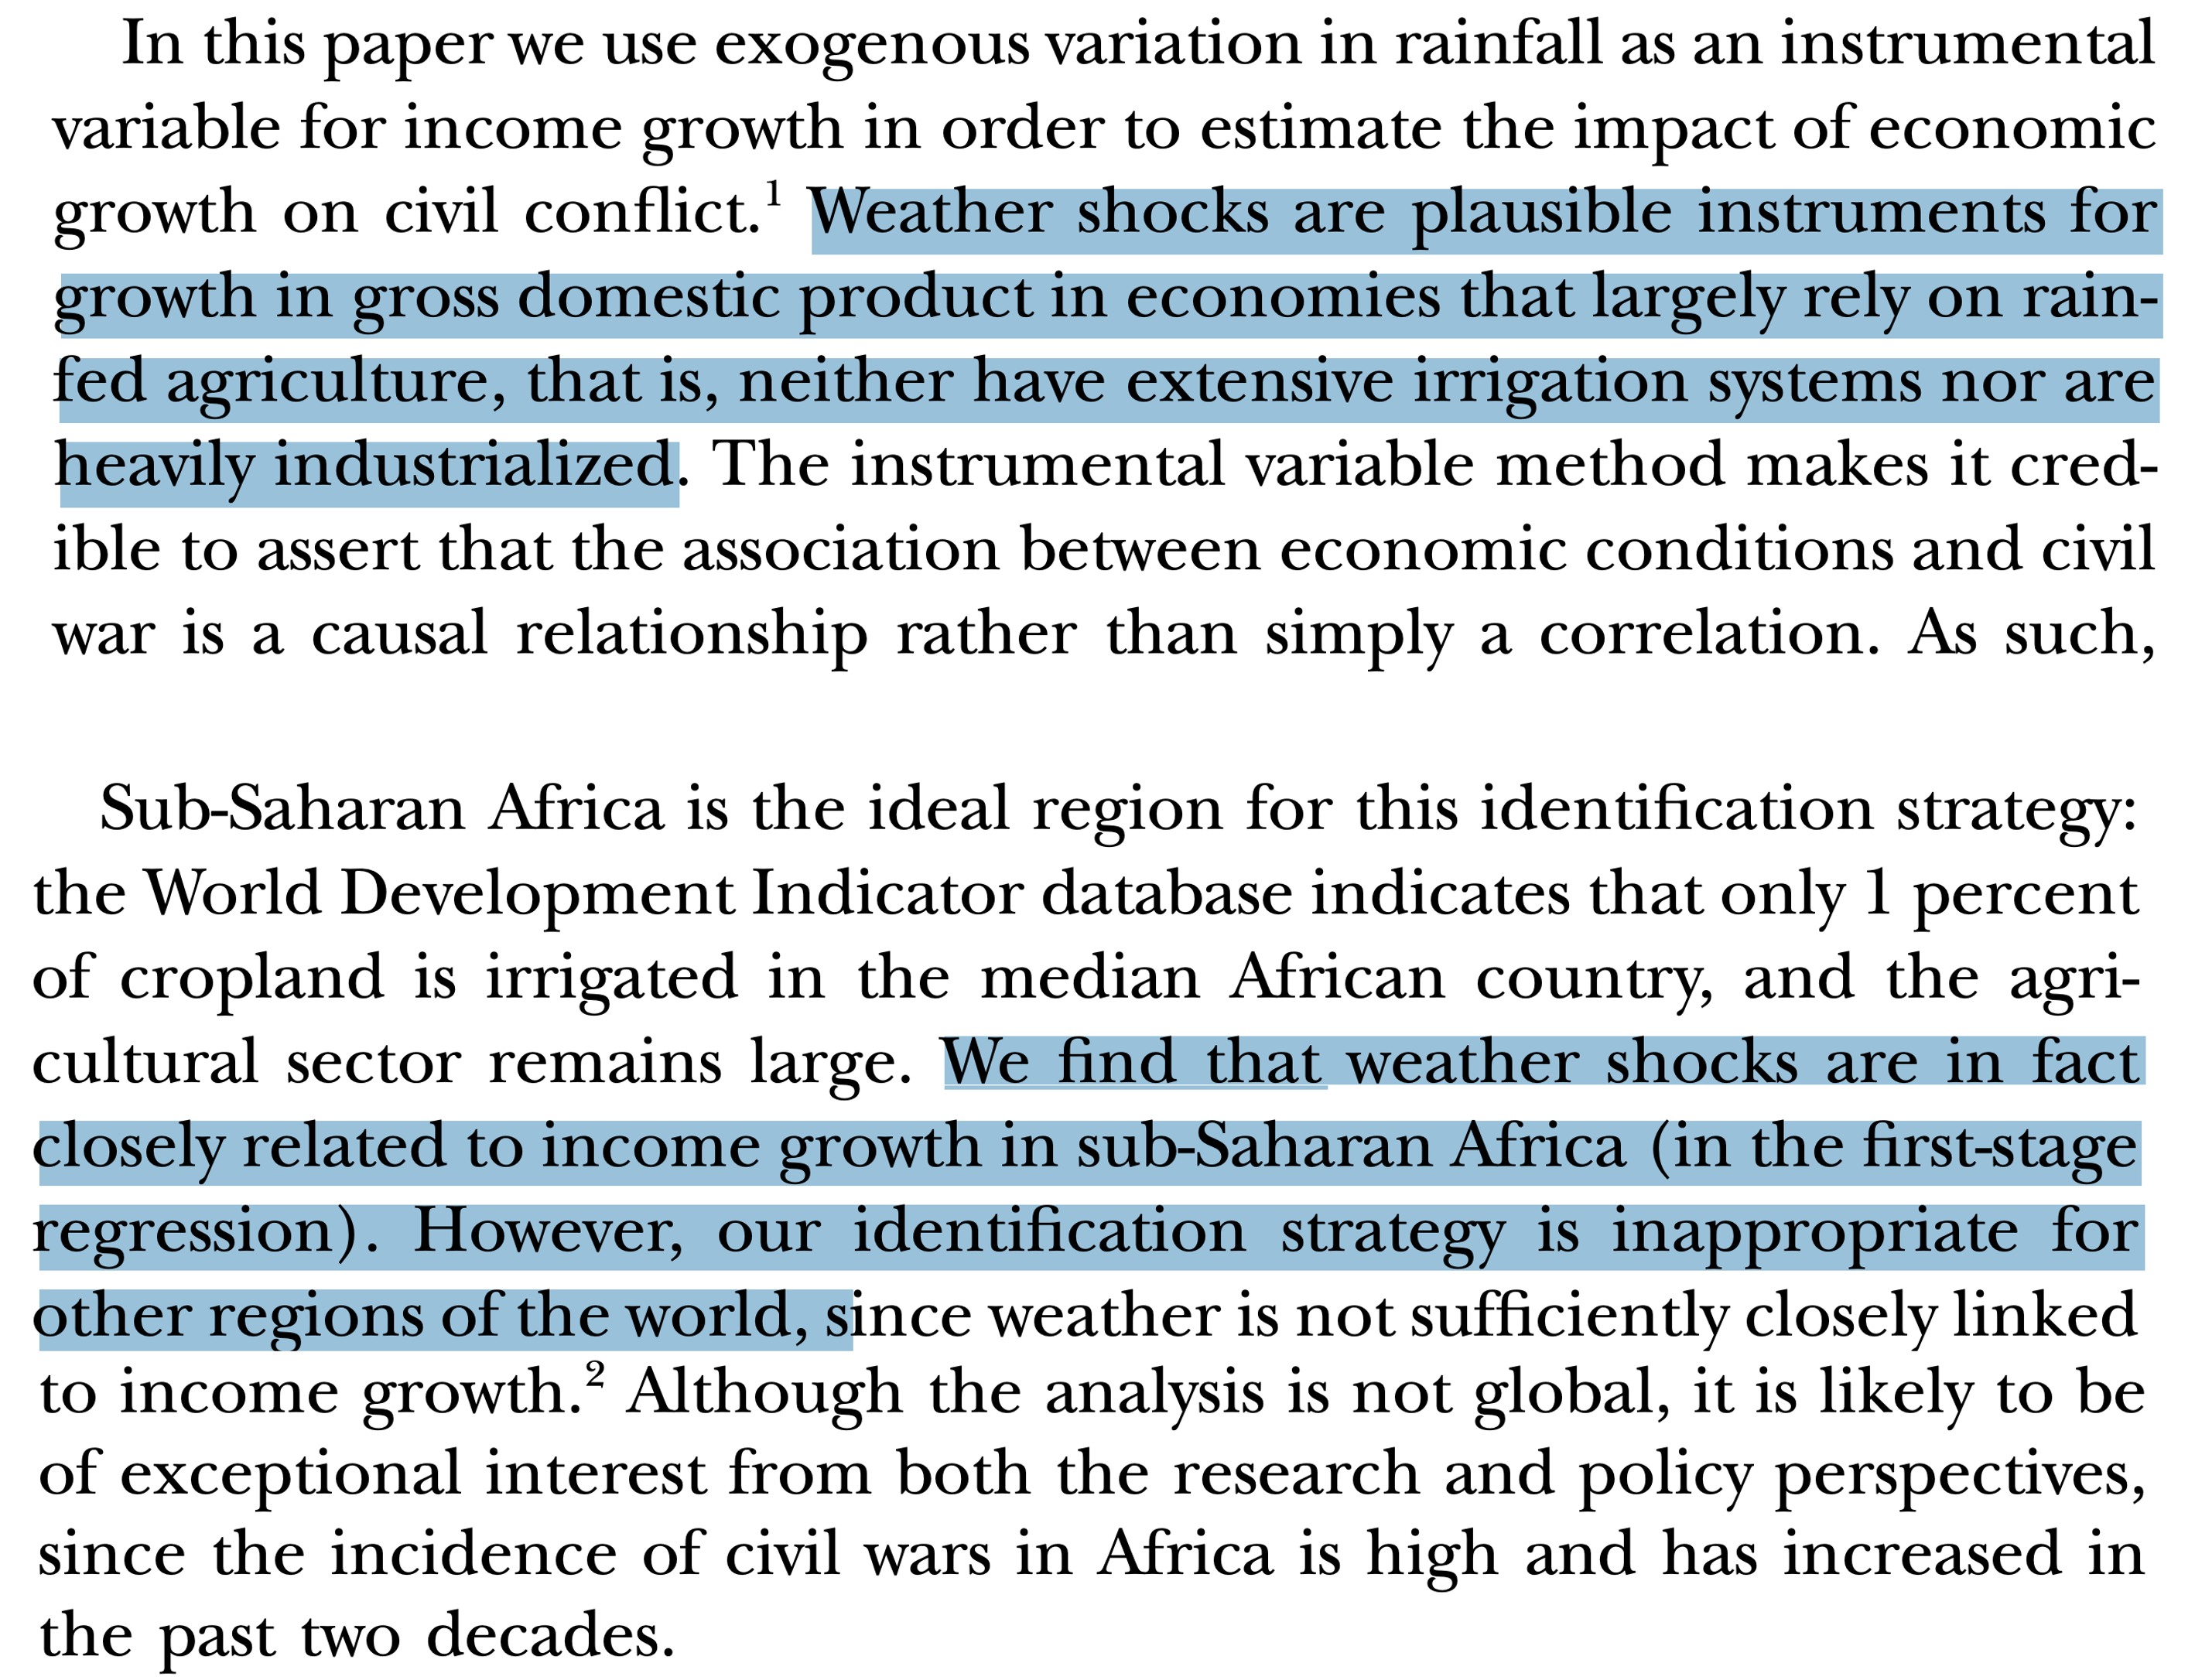 In this paper we use exogenous variation in rainfall as an instrumental
variable for income growth in order to estimate the impact of economic
growth on civil conflict.¹ Weather shocks are plausible instruments for
growth in gross domestic product in economies that largely rely on rain-
fed agriculture, that is, neither have extensive irrigation systems nor are
heavily industrialized. The instrumental variable method makes it cred-
ible to assert that the association between economic conditions and civil
war is a causal relationship rather than simply a correlation. As such,
Sub-Saharan Africa is the ideal region for this identification strategy:
the World Development Indicator database indicates that only 1 percent
of cropland is irrigated in the median African country, and the agri-
cultural sector remains large. We find that weather shocks are in fact
closely related to income growth in sub-Saharan Africa (in the first-stage
regression). However, our identification strategy is inappropriate for
other regions of the world, since weather is not sufficiently closely linked
to income growth.² Although the analysis is not global, it is likely to be
of exceptional interest from both the research and policy perspectives,
since the incidence of civil wars in Africa is high and has increased in
the past two decades.